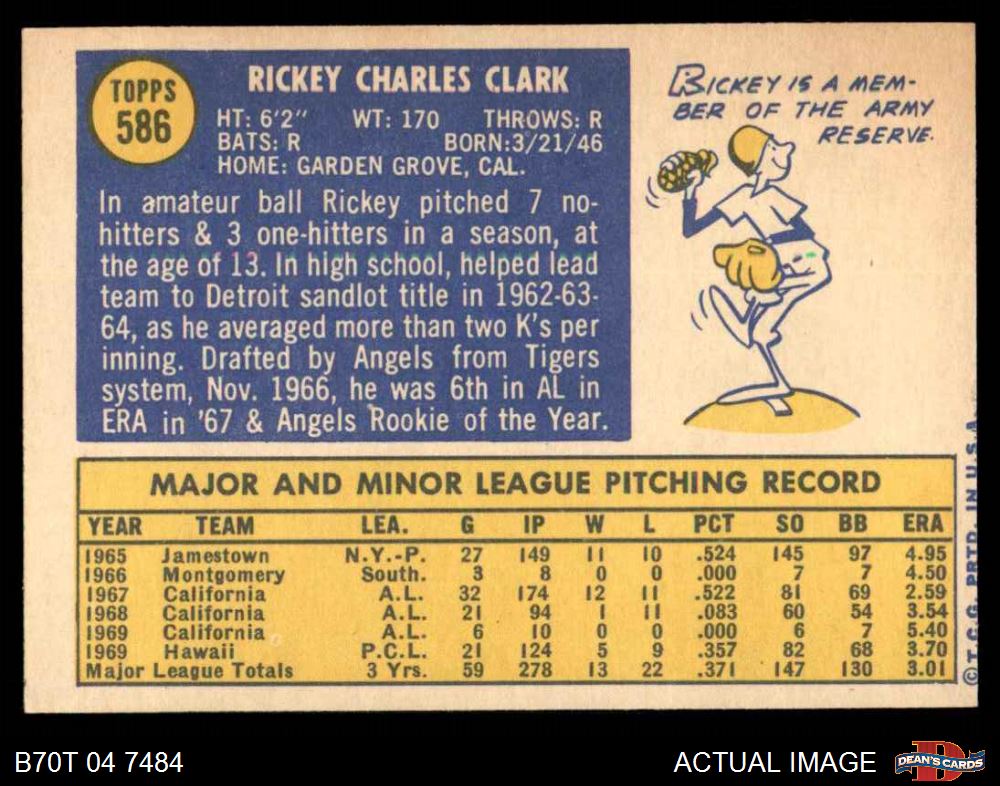 TOPPS
586
RICKEY CHARLES CLARK
HT: 6'2" WT: 170 THROWS: R
BATS: R BORN:3/21/46
HOME: GARDEN GROVE, CAL.
In amateur ball Rickey pitched 7 no-
hitters & 3 one-hitters in a season, at
the age of 13. In high school, helped lead
team to Detroit sandlot title in 1962-63-
64, as he averaged more than two K's per
inning. Drafted by Angels from Tigers
system, Nov. 1966, he was 6th in AL in
ERA in '67 & Angels Rookie of the Year.
RICKEY IS A MEM-
BER OF THE ARMY
RESERVE.
MAJOR AND MINOR LEAGUE PITCHING RECORD
YEAR TEAM LEA. G IP W L PCT SO BB ERA
1965 Jamestown N.Y.-P. 27 149 11 10 .524 145 97 4.95
1966 Montgomery South. 3 8 0 0 .000 7 7 4.50
1967 California A.L. 32 174 12 11 .522 81 69 2.59
1968 California A.L. 21 94 1 11 .083 60 54 3.54
1969 California A.L. 6 10 0 0 .000 6 7 5.40
1969 Hawaii P.C.L. 21 124 5 9 .357 82 68 3.70
Major League Totals 3 Yrs. 59 278 13 22 .371 147 130 3.01
©T.C.G. PRTD. IN U.S.A.
B70T 04 7484
ACTUAL IMAGE
D
DEAN'S CARDS